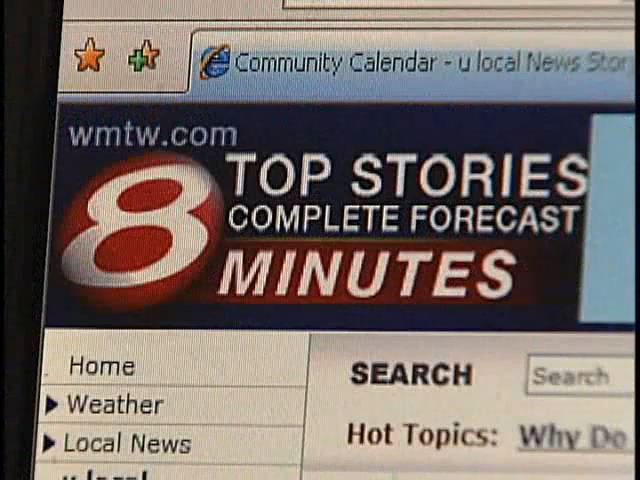 Community Calendar - u local News Stor
wmtw.com
8
TOP STORIES
COMPLETE FORECAST
MINUTES
Home
Weather
Local News
u local
SEARCH
Search
Hot Topics: Why Do